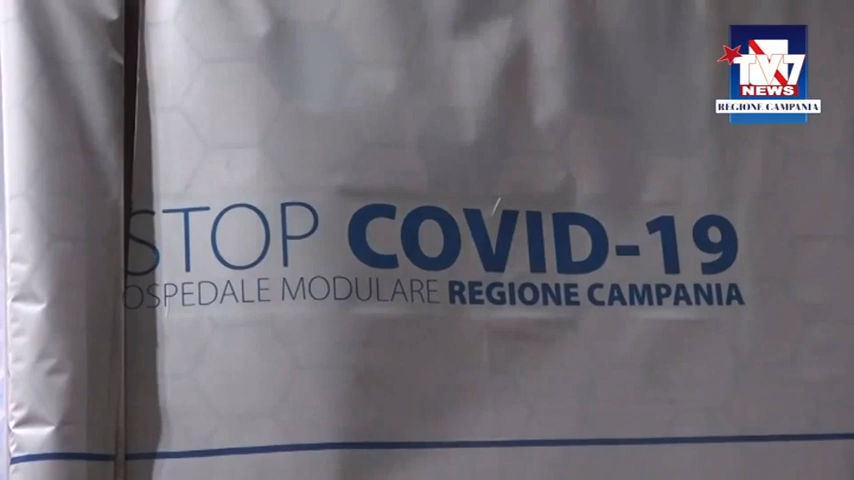 TV7
NEWS
REGIONE CAMPANIA
STOP COVID-19
OSPEDALE MODULARE REGIONE CAMPANIA